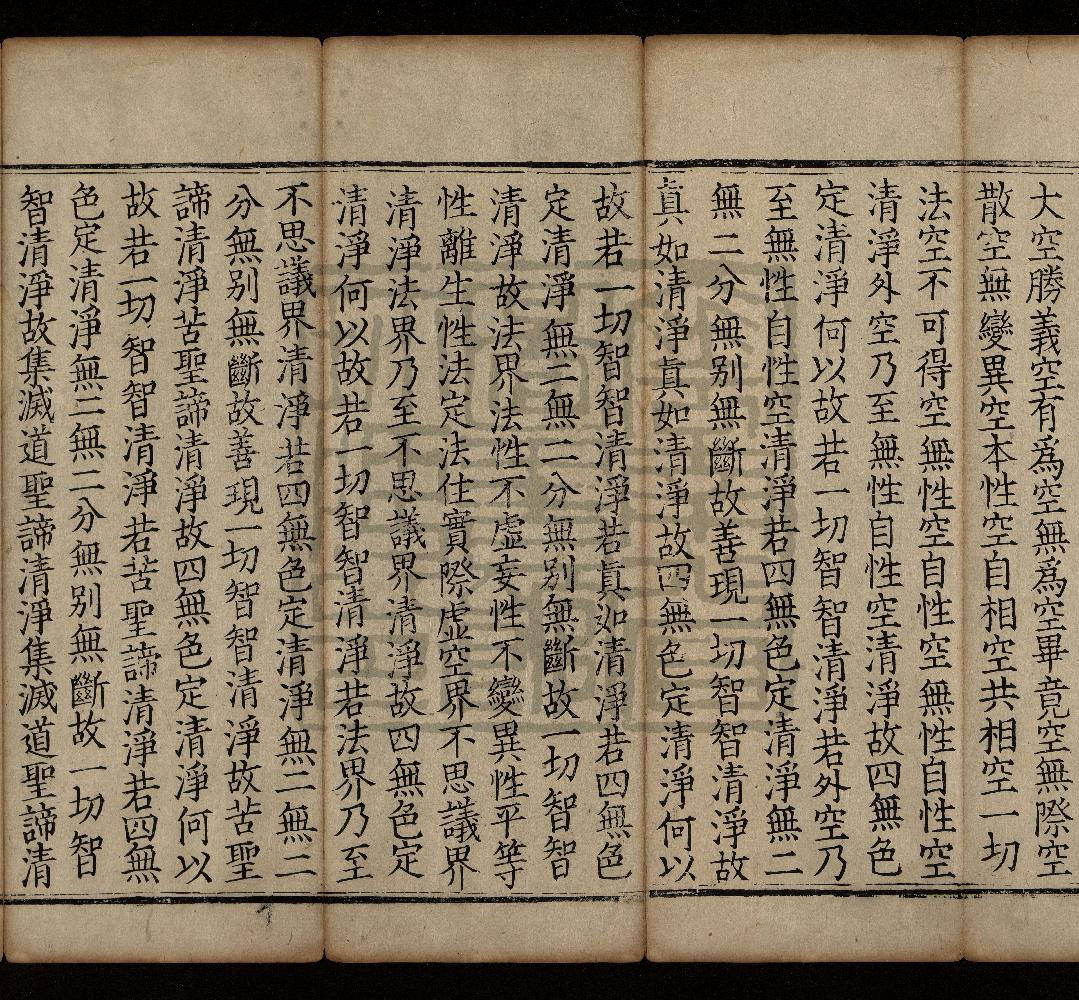 大空勝義空有為空無為空畢竟空無際空
散空無變異空本性空自相空共相空一切
法空不可得空無性空自性空無性自性空
清淨外空乃至無性自性空清淨故四無色
定清淨何以故若一切智智清淨若外空乃
至無性自性空清淨若四無色定清淨無二
無二分無別無斷故善現一切智智清淨故
真如清淨真如清淨故四無色定清淨何以
故若一切智智清淨若真如清淨若四無色
定清淨無二無二分無別無斷故一切智智
清淨故法界法性不虛妄性不變異性平等
性離生性法定法住實際虛空界不思議界
清淨法界乃至不思議界清淨故四無色定
清淨何以故若一切智智清淨若法界乃至
不思議界清淨若四無色定清淨無二無二
分無別無斷故善現一切智智清淨故苦聖
諦清淨苦聖諦清淨故四無色定清淨何以
故若一切智智清淨若苦聖諦清淨若四無
色定清淨無二無二分無別無斷故一切智
智清淨故集滅道聖諦清淨集滅道聖諦清